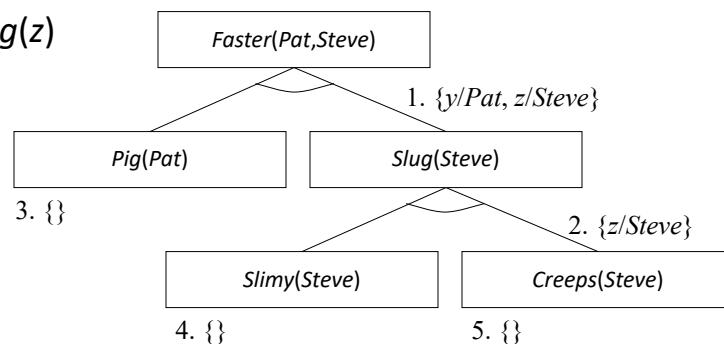 g(z)
Faster(Pat,Steve)
1. {y/Pat, z/Steve}
Pig(Pat)
Slug(Steve)
3. {}
2. {z/Steve}
Slimy(Steve)
Creeps(Steve)
4. {}
5. {}